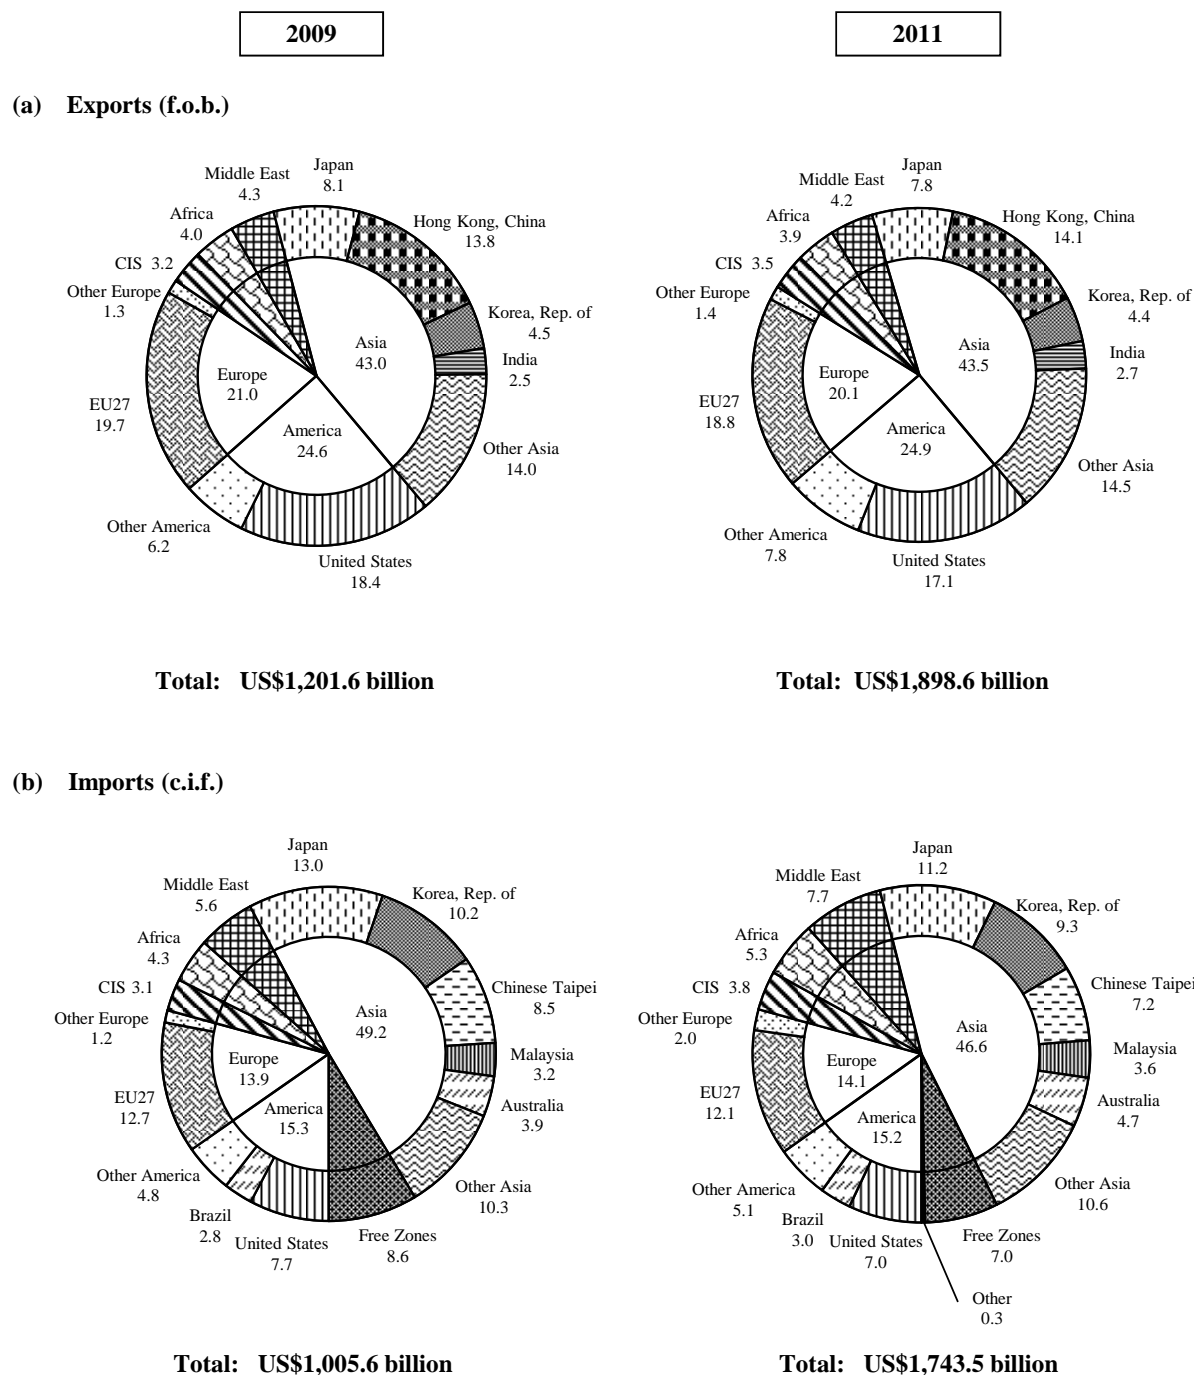 2009
2011
(a) Exports (f.o.b.)
Japan
8.1
Middle East
4.3
Africa
4.0
CIS 3.2
Other Europe
1.3
Hong Kong, China
13.8
Korea, Rep. of
4.5
India
2.5
Asia
43.0
Europe
21.0
EU27
19.7
America
24.6
Other Asia
14.0
Other America
6.2
United States
18.4
Total: US$1,201.6 billion
Japan
7.8
Middle East
4.2
Africa
3.9
CIS 3.5
Other Europe
1.4
Hong Kong, China
14.1
Korea, Rep. of
4.4
India
2.7
Asia
43.5
Europe
20.1
EU27
18.8
America
24.9
Other Asia
14.5
Other America
7.8
United States
17.1
Total: US$1,898.6 billion
(b) Imports (c.i.f.)
Japan
13.0
Middle East
5.6
Korea, Rep. of
10.2
Africa
4.3
CIS 3.1
Other Europe
1.2
Chinese Taipei
8.5
Asia
49.2
Malaysia
3.2
Europe
13.9
EU27
12.7
America
15.3
Australia
3.9
Other America
4.8
Other Asia
10.3
Brazil
2.8
United States
7.7
Free Zones
8.6
Total: US$1,005.6 billion
Japan
11.2
Middle East
7.7
Korea, Rep. of
9.3
Africa
5.3
CIS 3.8
Other Europe
2.0
Chinese Taipei
7.2
Asia
46.6
Malaysia
3.6
Europe
14.1
EU27
12.1
America
15.2
Australia
4.7
Other America
5.1
Other Asia
10.6
Brazil
3.0
United States
7.0
Free Zones
7.0
Other
0.3
Total: US$1,743.5 billion